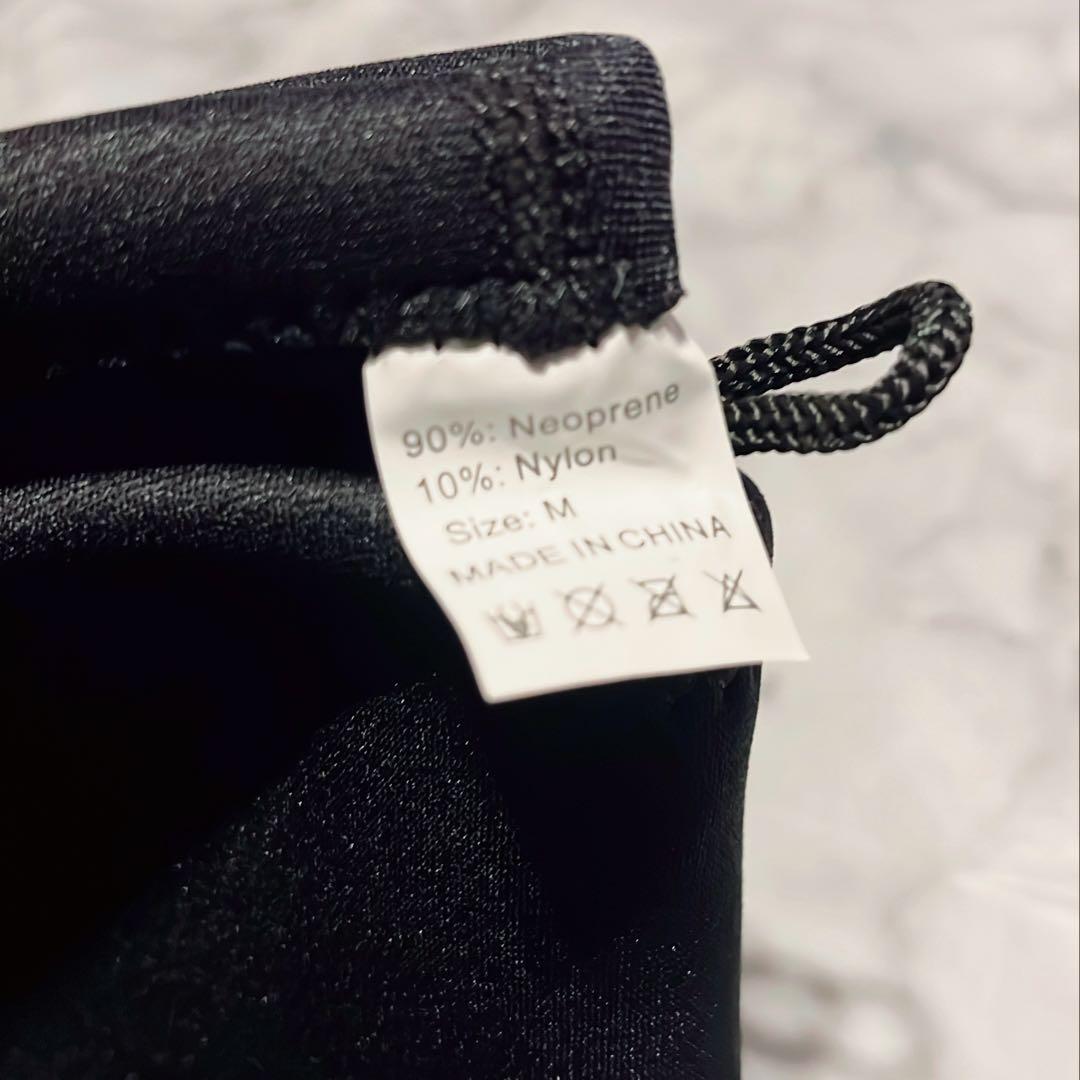 90%: Neoprene
10%: Nylon
Size: M
MADE IN CHINA